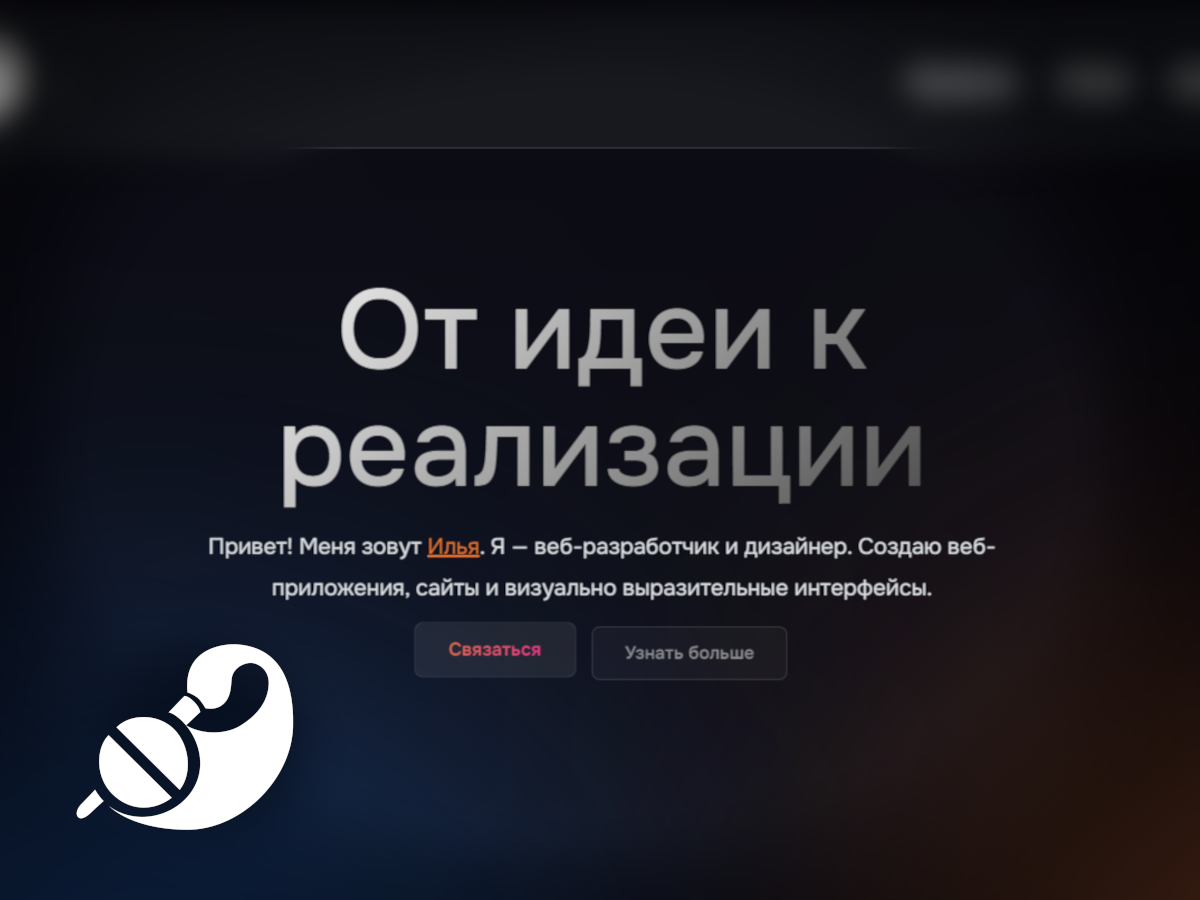 От идеи к
реализации
Привет! Меня зовут Илья. Я — веб-разработчик и дизайнер. Создаю веб-
приложения, сайты и визуально выразительные интерфейсы.
Связаться
Узнать больше